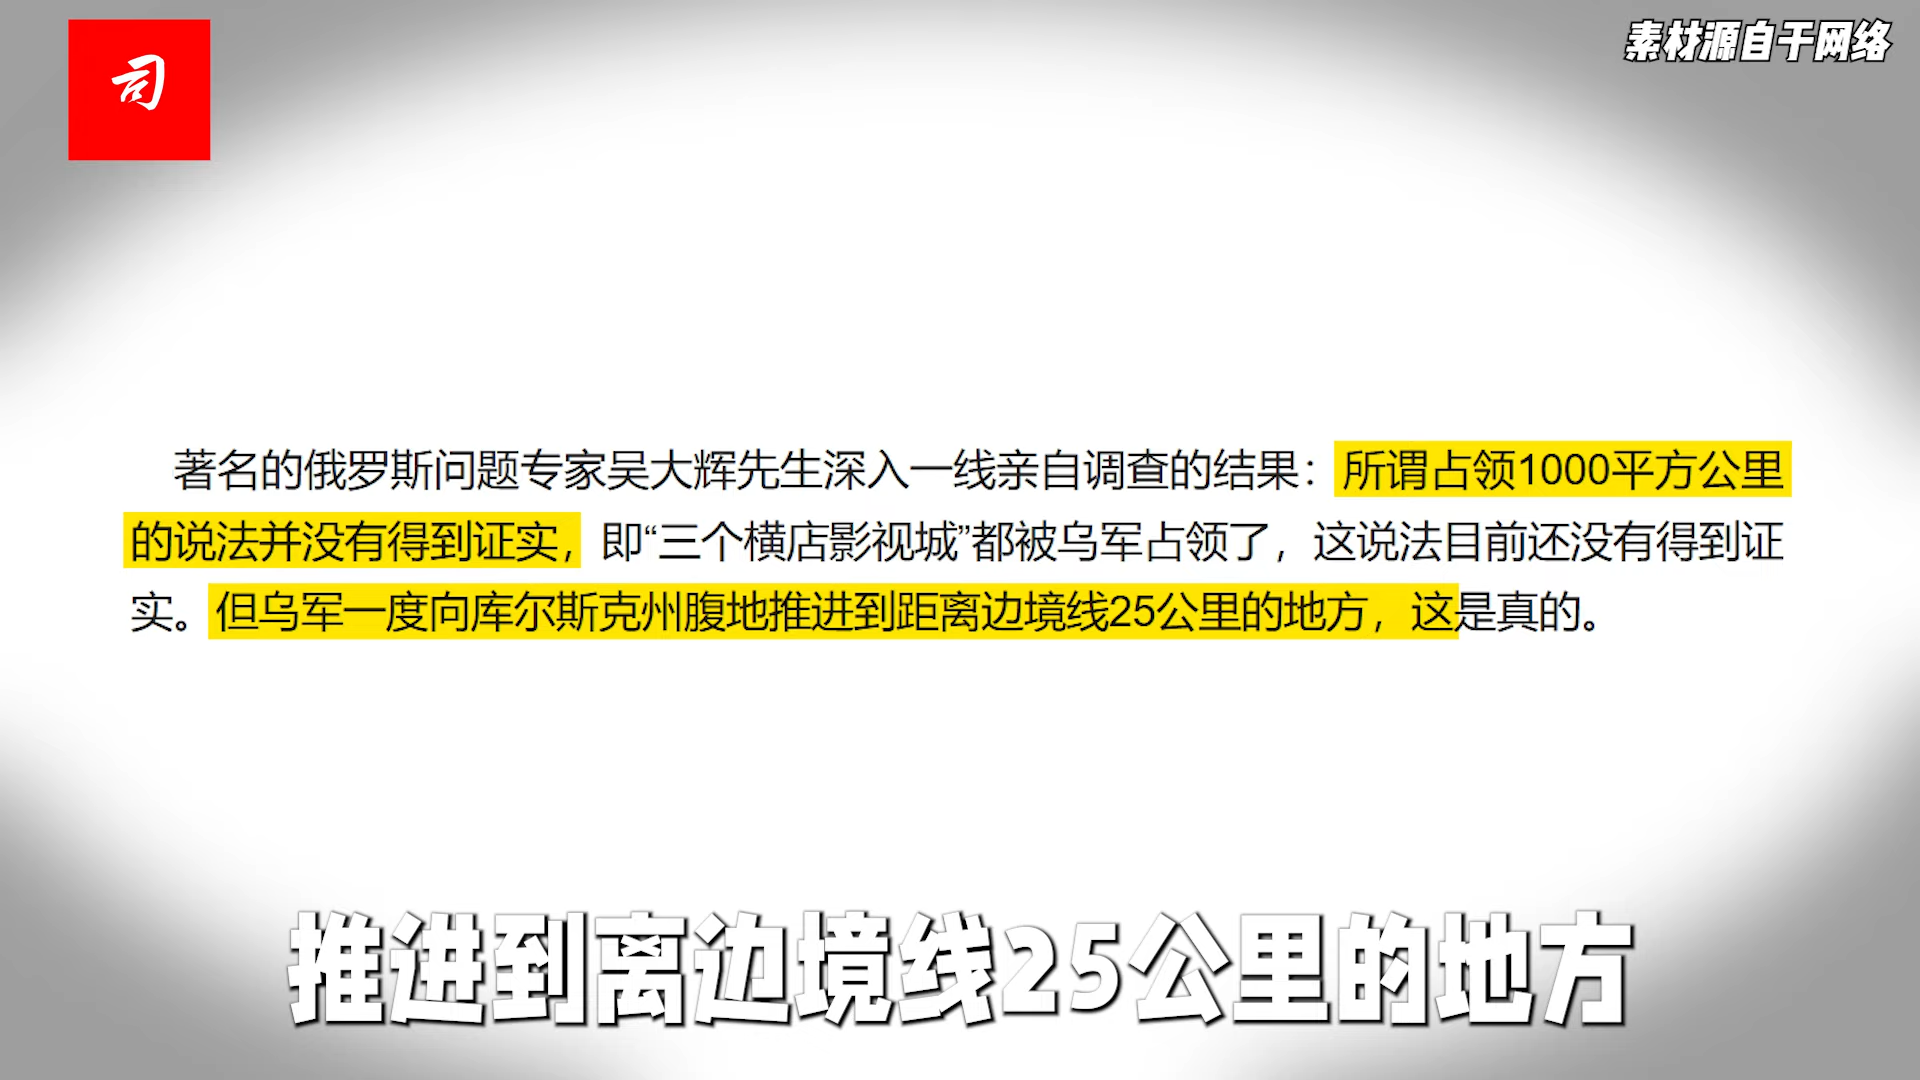 司
素材源自于网络
著名的俄罗斯问题专家吴大辉先生深入一线亲自调查的结果：所谓占领1000平方公里
的说法并没有得到证实，即“三个横店影视城”都被乌军占领了，这说法目前还没有得到证
实。但乌军一度向库尔斯克州腹地推进到距离边境线25公里的地方，这是真的。
推进到离边境线25公里的地方